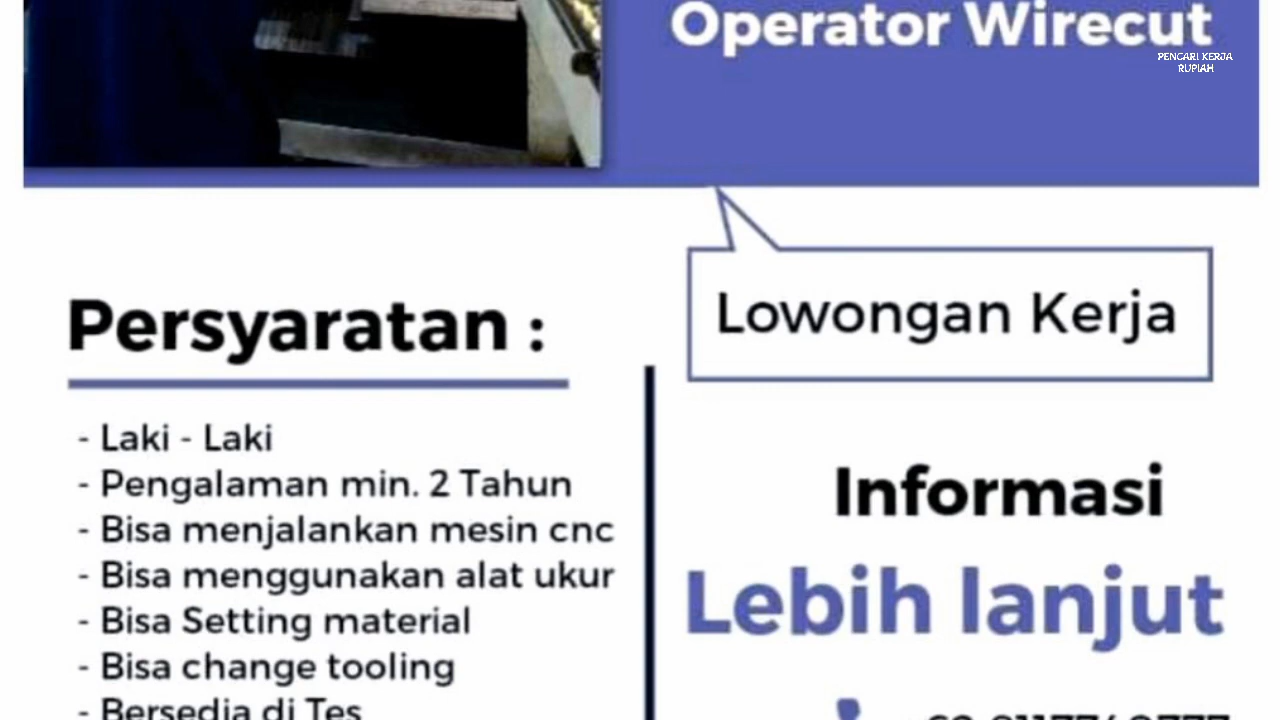 Operator Wirecut
PENCARI KERJA
RUPIAH
Lowongan Kerja
Persyaratan :
- Laki - Laki
- Pengalaman min. 2 Tahun
- Bisa menjalankan mesin cnc
- Bisa menggunakan alat ukur
- Bisa Setting material
- Bisa change tooling
- Bersedia di Tes
Informasi
Lebih lanjut